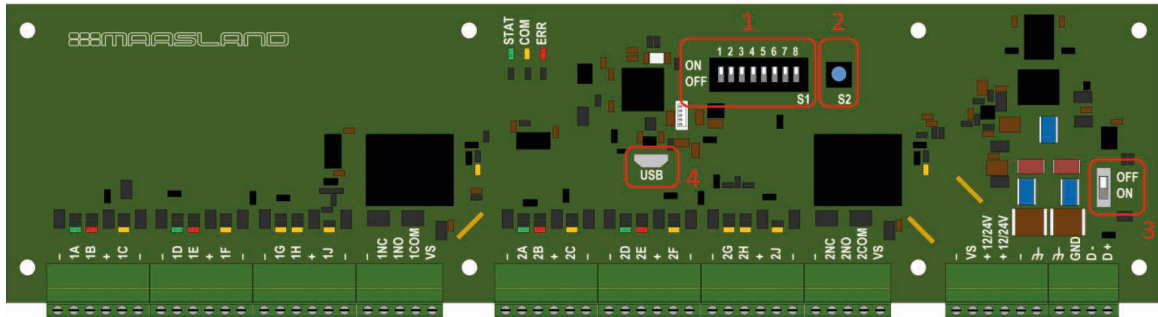 MAASLAND
STAT
COM
ERR
1
2
1 2 3 4 5 6 7 8
ON
OFF
S1
S2
USB
4
OFF
ON
3
- 1A 1B + 1C - 1D 1E + 1F - 1G 1H + 1J - 1NC 1NO 1COM VS
- 2A 2B + 2C - 2D 2E + 2F - 2G 2H + 2J - 2NC 2NO 2COM VS
- VS + 12/24V + 12/24V - GND D - D +